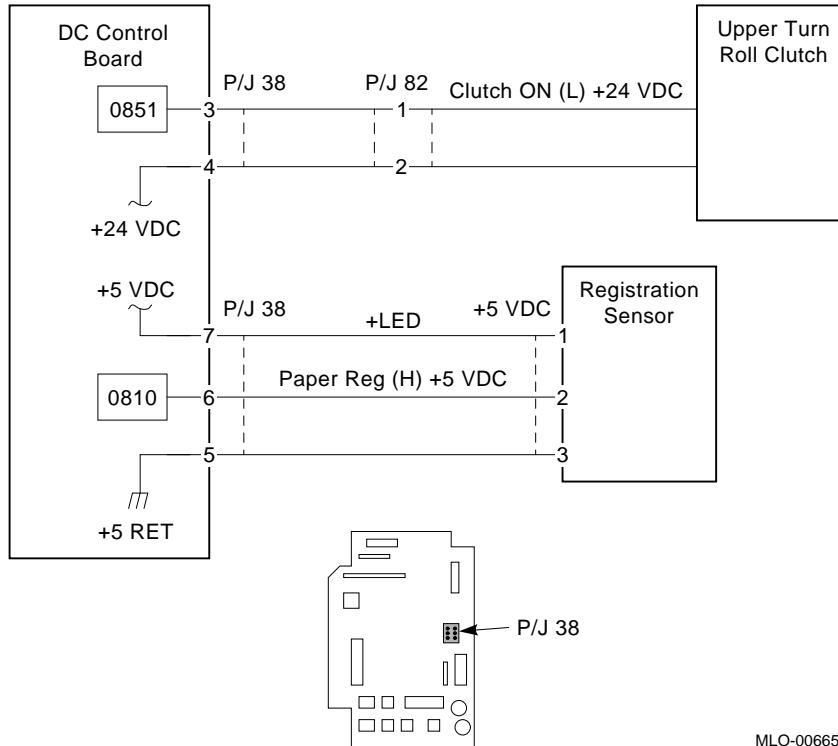 DC Control
Board
Upper Turn
Roll Clutch
P/J 38
P/J 82
Clutch ON (L) +24 VDC
0851
3
1
4
2
+24 VDC
+5 VDC
P/J 38
+LED
+5 VDC
Registration
Sensor
7
1
0810
6
Paper Reg (H) +5 VDC
2
5
3
+5 RET
P/J 38
MLO-00665